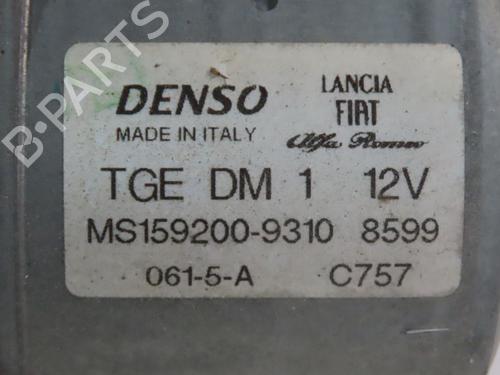 B-PARTS
DENSO
MADE IN ITALY
LANCIA
FIAT
Alfa Romeo
TGE DM 1 12V
MS159200-9310 8599
061-5-A C757